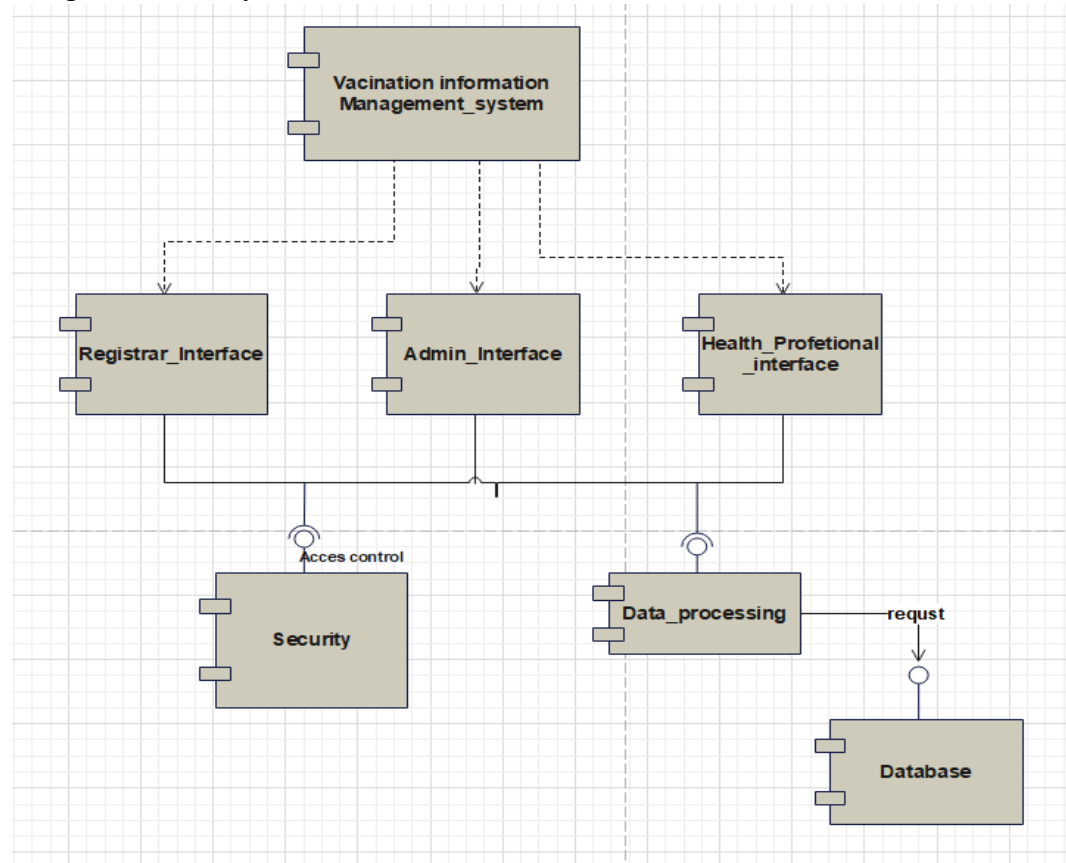 Vacination information
Management_system
Registrar_Interface
Admin_Interface
Health_Profetional
_interface
Acces control
Security
Data_processing
requst
Database